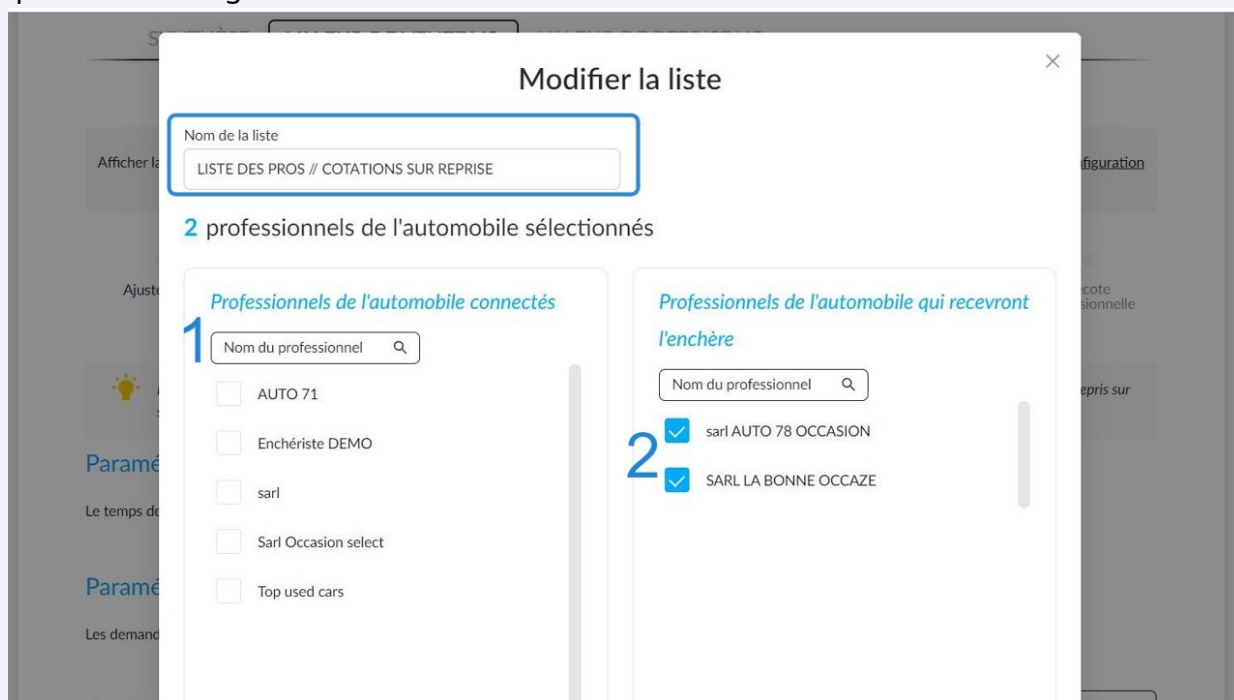 Modifier la liste
Nom de la liste
LISTE DES PROS // COTATIONS SUR REPRISE
Afficher la
figuration
2 professionnels de l'automobile sélectionnés
Ajuste
cote
sionnelle
Professionnels de l'automobile connectés
1
Nom du professionnel
AUTO 71
Enchériste DEMO
sarl
Sarl Occasion select
Top used cars
Professionnels de l'automobile qui recevront
l'enchère
Nom du professionnel
2
sarl AUTO 78 OCCASION
SARL LA BONNE OCCAZE
epris sur
Paramé
Le temps de
Paramé
Les demand